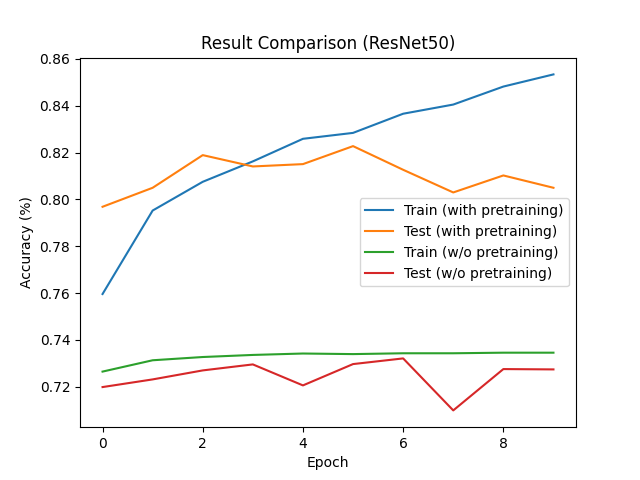 Result Comparison (ResNet50)
Accuracy (%)
0.86
0.84
0.82
0.80
0.78
0.76
0.74
0.72
Train (with pretraining)
Test (with pretraining)
Train (w/o pretraining)
Test (w/o pretraining)
0
2
4
6
8
Epoch